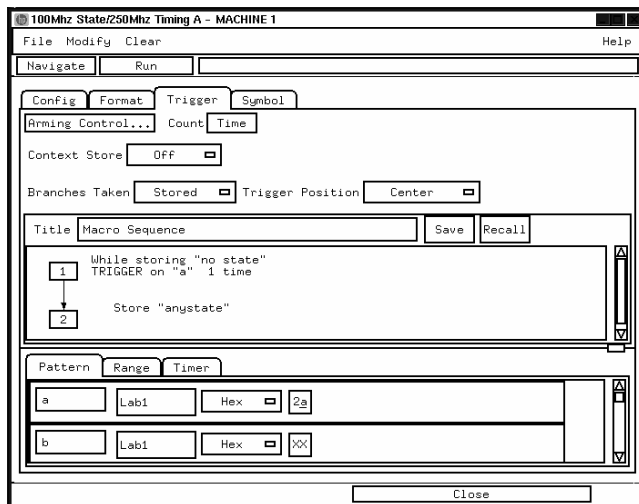 100Mhz State/250Mhz Timing A - MACHINE 1
File Modify Clear Help
Navigate Run
Config Format Trigger Symbol
Arming Control... Count Time
Context Store Off
Branches Taken Stored Trigger Position Center
Title Macro Sequence Save Recall
While storing "no state"
1 TRIGGER on "a" 1 time
2 Store "anystate"
Pattern Range Timer
a Lab1 Hex 2a
b Lab1 Hex XX
Close